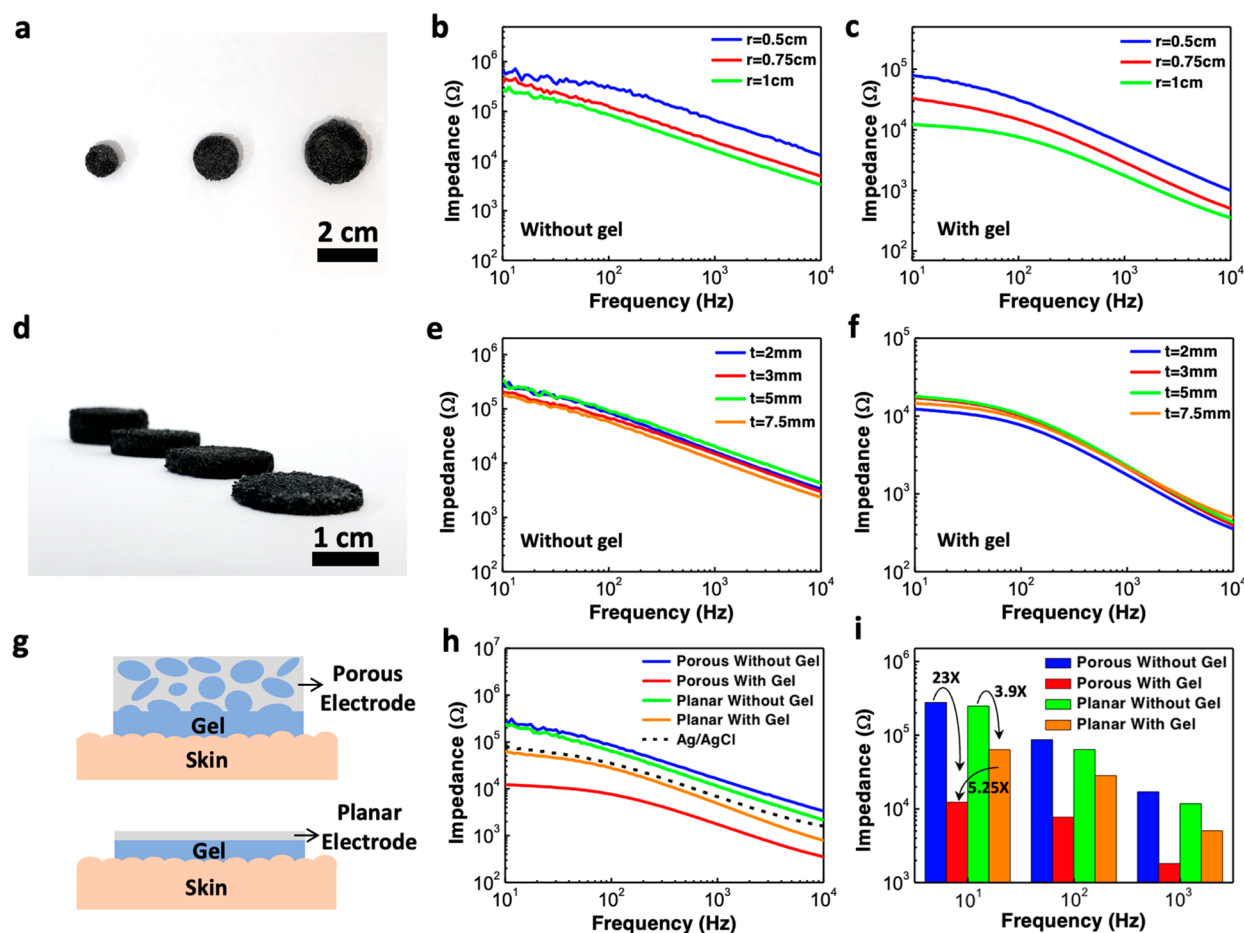 a
2 cm
b
Impedance (Ω)
10⁶
10⁵
10⁴
10³
10²
r=0.5cm
r=0.75cm
r=1cm
Without gel
10¹ 10² 10³ 10⁴
Frequency (Hz)
c
Impedance (Ω)
10⁶
10⁵
10⁴
10³
10²
r=0.5cm
r=0.75cm
r=1cm
With gel
10¹ 10² 10³ 10⁴
Frequency (Hz)
d
1 cm
e
Impedance (Ω)
10⁶
10⁵
10⁴
10³
10²
t=2mm
t=3mm
t=5mm
t=7.5mm
Without gel
10¹ 10² 10³ 10⁴
Frequency (Hz)
f
Impedance (Ω)
10⁵
10⁴
10³
10²
t=2mm
t=3mm
t=5mm
t=7.5mm
With gel
10¹ 10² 10³ 10⁴
Frequency (Hz)
g
Porous
Electrode
Gel
Skin
Planar
Electrode
Gel
Skin
h
Impedance (Ω)
10⁷
10⁶
10⁵
10⁴
10³
10²
Porous Without Gel
Porous With Gel
Planar Without Gel
Planar With Gel
Ag/AgCl
10¹ 10² 10³ 10⁴
Frequency (Hz)
i
Impedance (Ω)
10⁶
10⁵
10⁴
10³
Porous Without Gel
Porous With Gel
Planar Without Gel
Planar With Gel
23X
3.9X
5.25X
10¹ 10² 10³
Frequency (Hz)